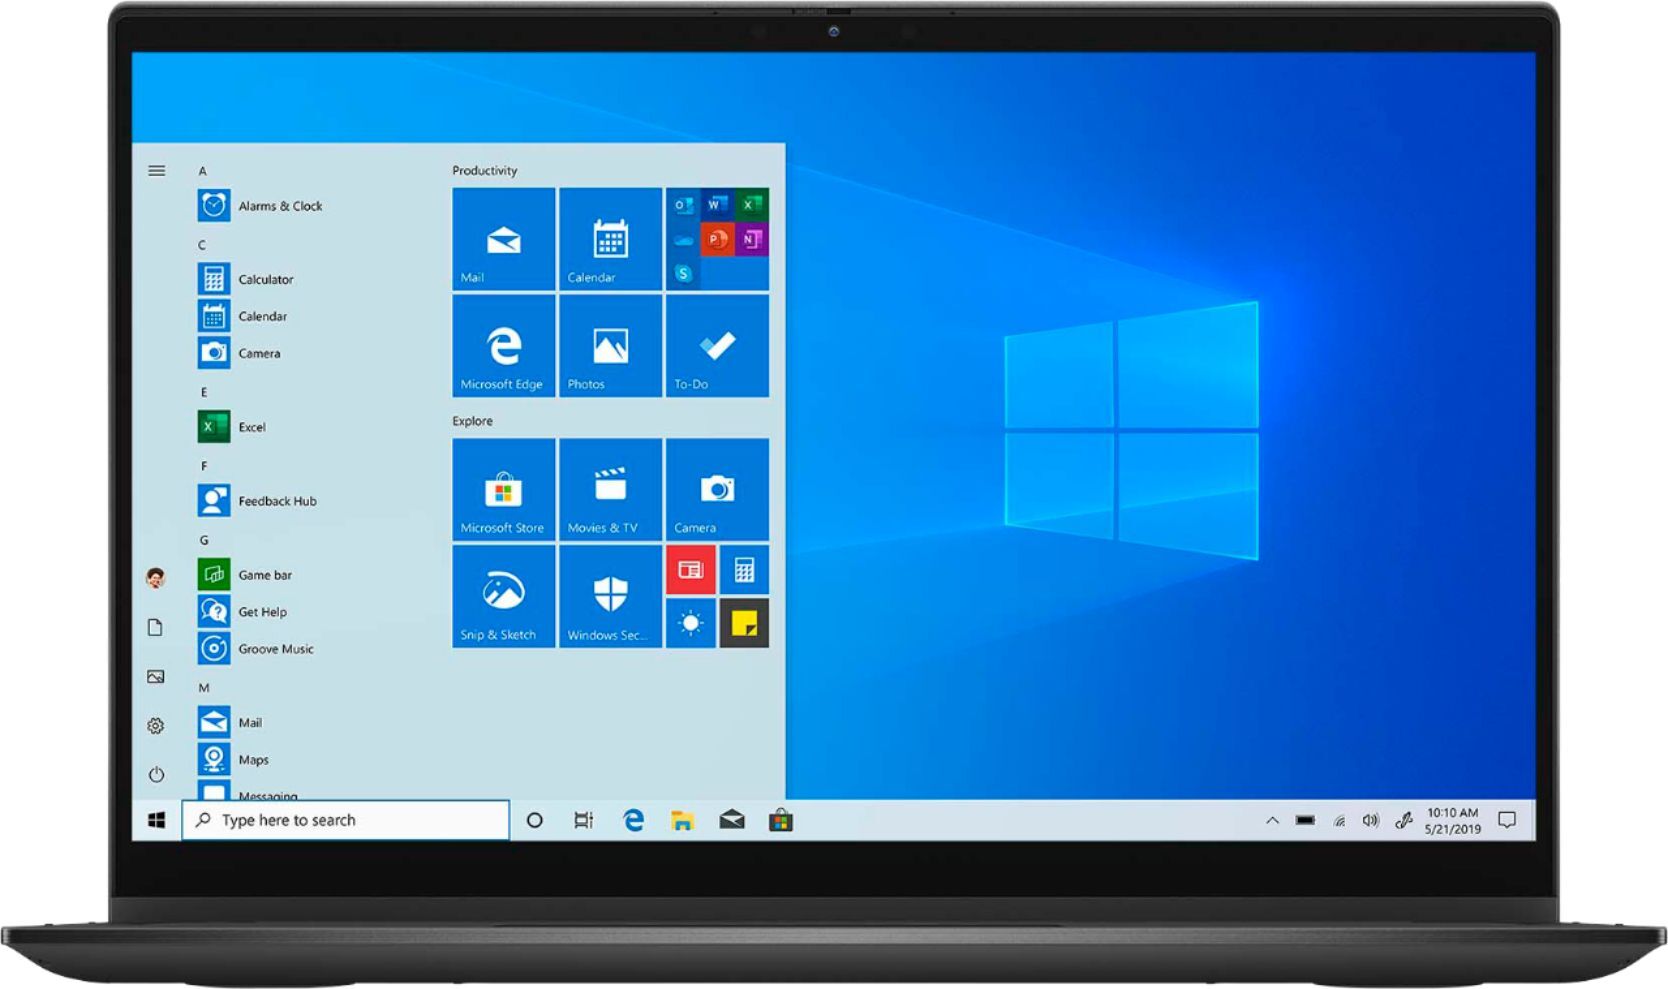 A
Alarms & Clock
C
Calculator
Calendar
Camera
E
Excel
F
Feedback Hub
G
Game bar
Get Help
Groove Music
M
Mail
Maps
Messaging
Productivity
Mail
Calendar
O
W
X
P
N
S
Microsoft Edge
Photos
To-Do
Explore
Microsoft Store
Movies & TV
Camera
Snip & Sketch
Windows Sec...
Type here to search
10:10 AM
5/21/2019